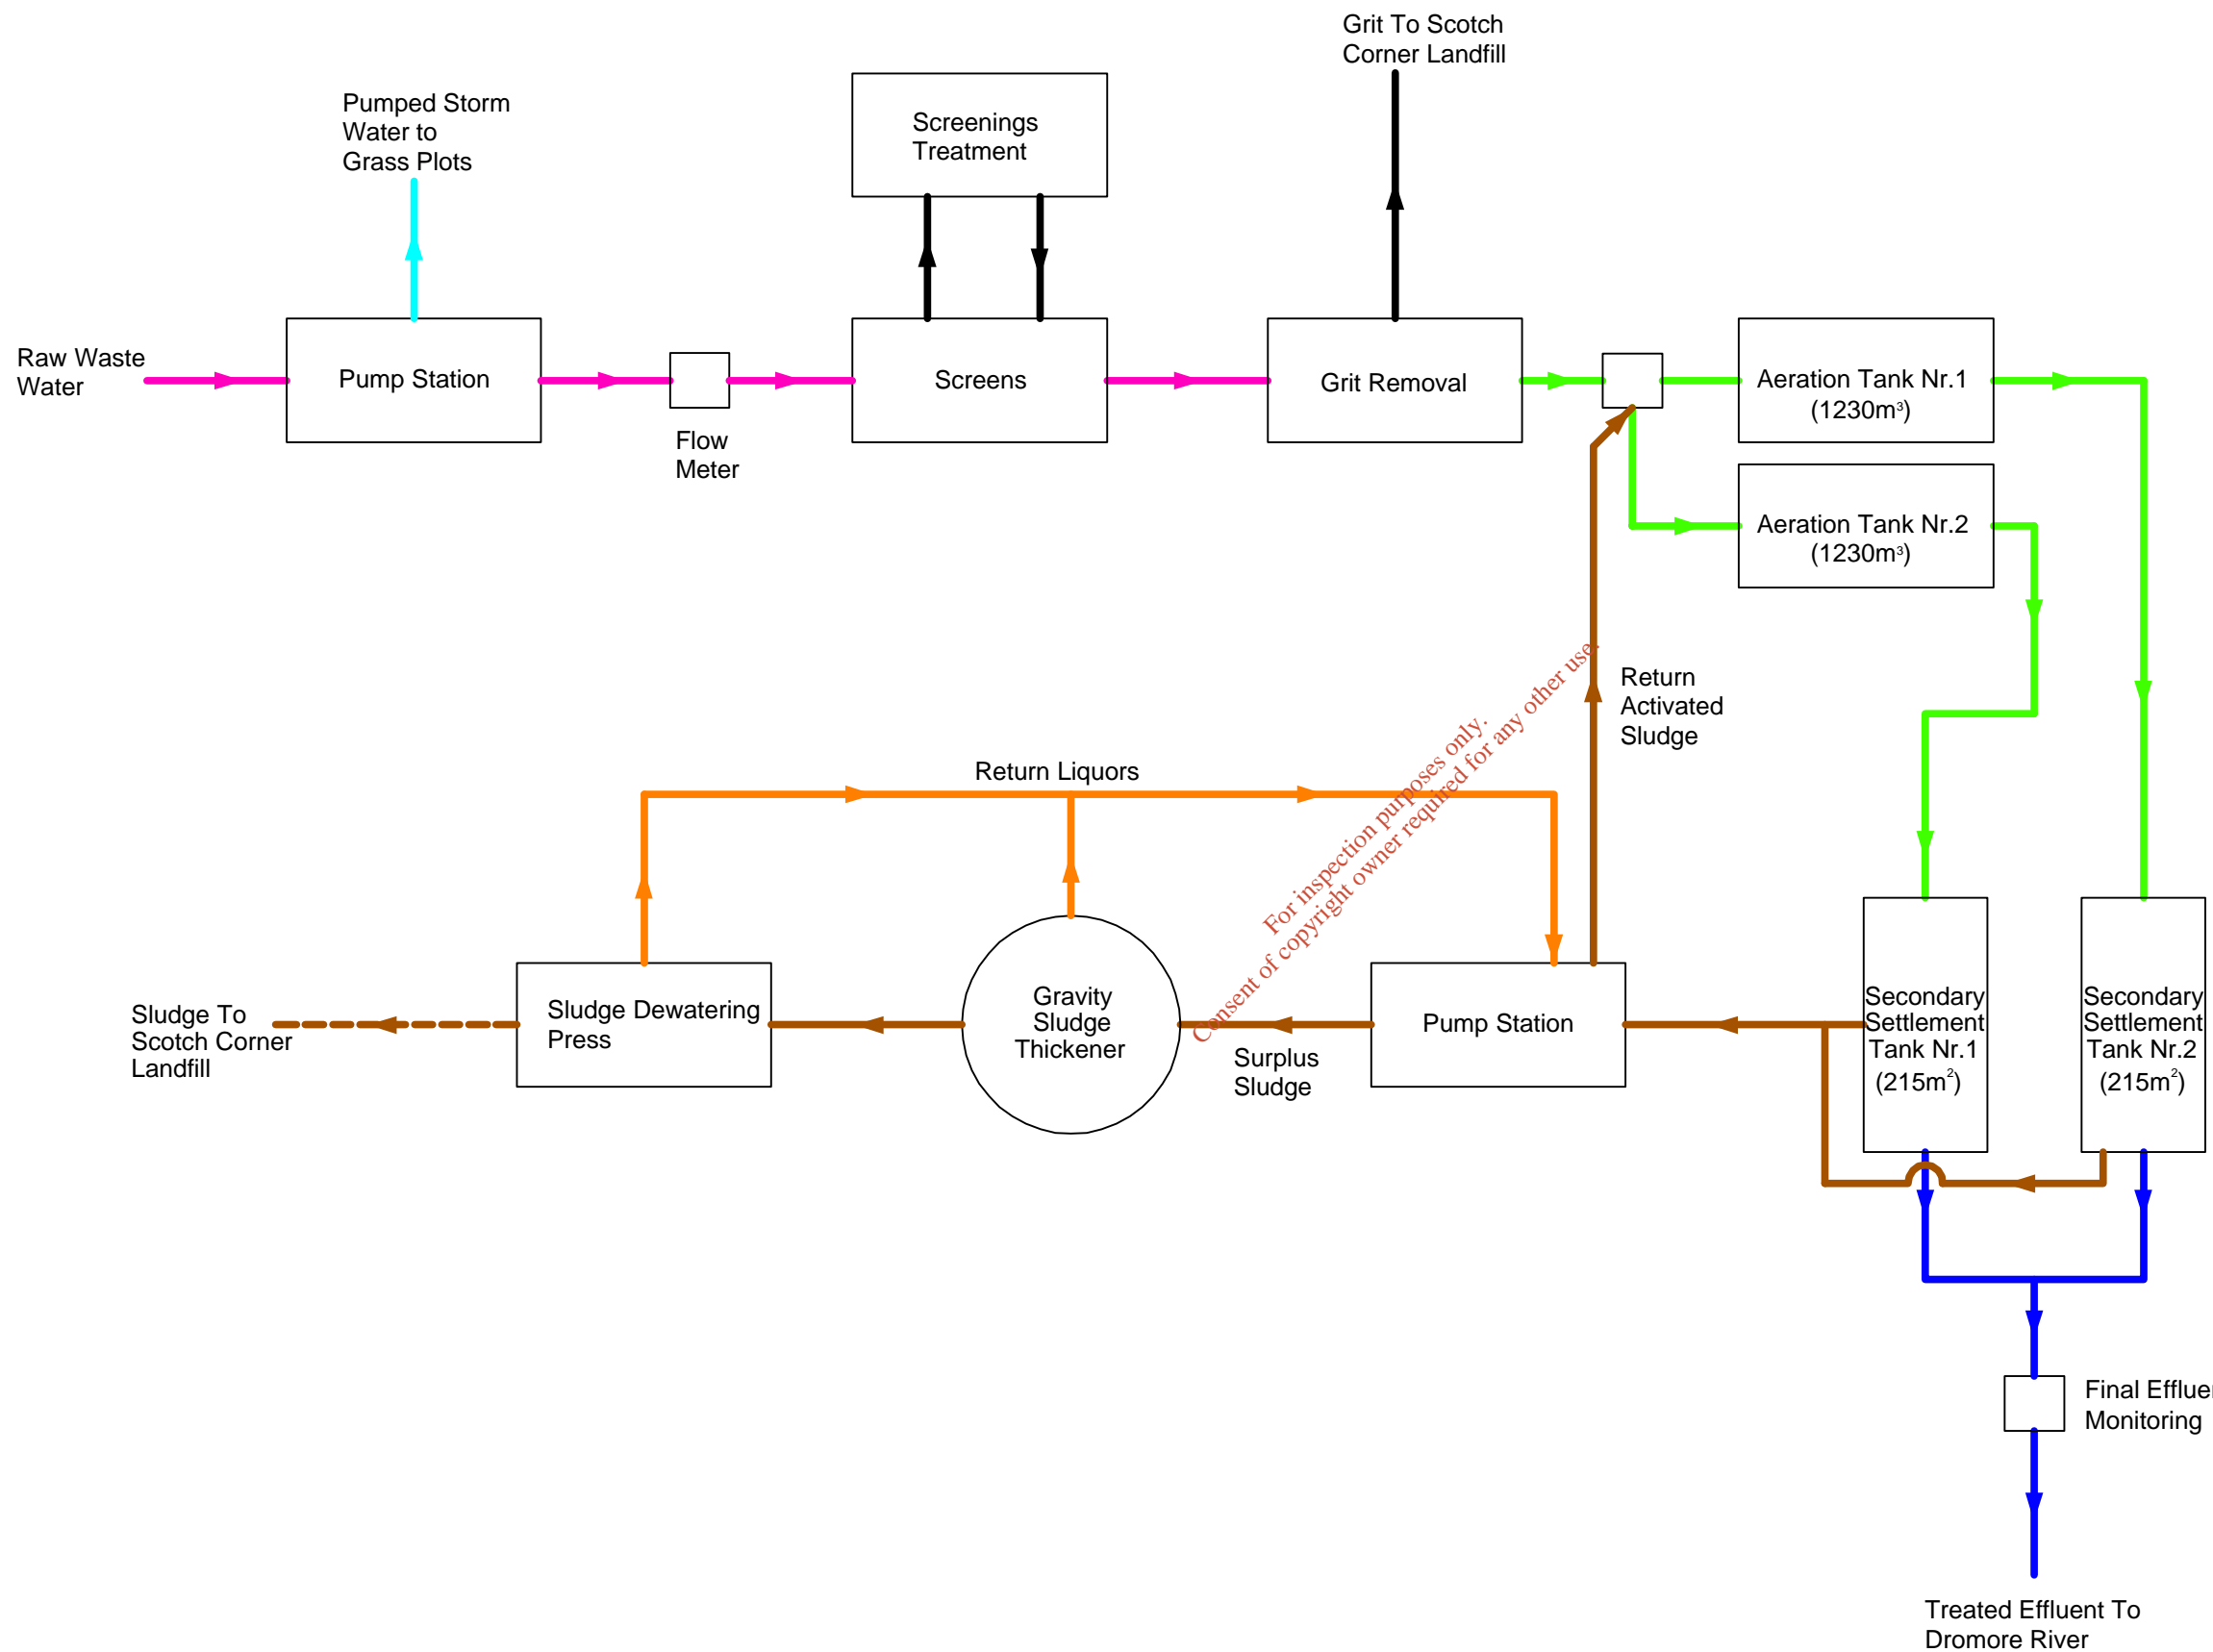 Grit To Scotch
Corner Landfill
Pumped Storm
Water to
Grass Plots
Screenings
Treatment
Raw Waste
Water
Pump Station
Flow
Meter
Screens
Grit Removal
Aeration Tank Nr.1
(1230m³)
Aeration Tank Nr.2
(1230m³)
Return
Activated
Sludge
Return Liquors
For inspection purposes only.
Consent of copyright owner required for any other use.
Sludge To
Scotch Corner
Landfill
Sludge Dewatering
Press
Gravity
Sludge
Thickener
Surplus
Sludge
Pump Station
Secondary
Settlement
Tank Nr.1
(215m²)
Secondary
Settlement
Tank Nr.2
(215m²)
Final Effluen
Monitoring
Treated Effluent To
Dromore River